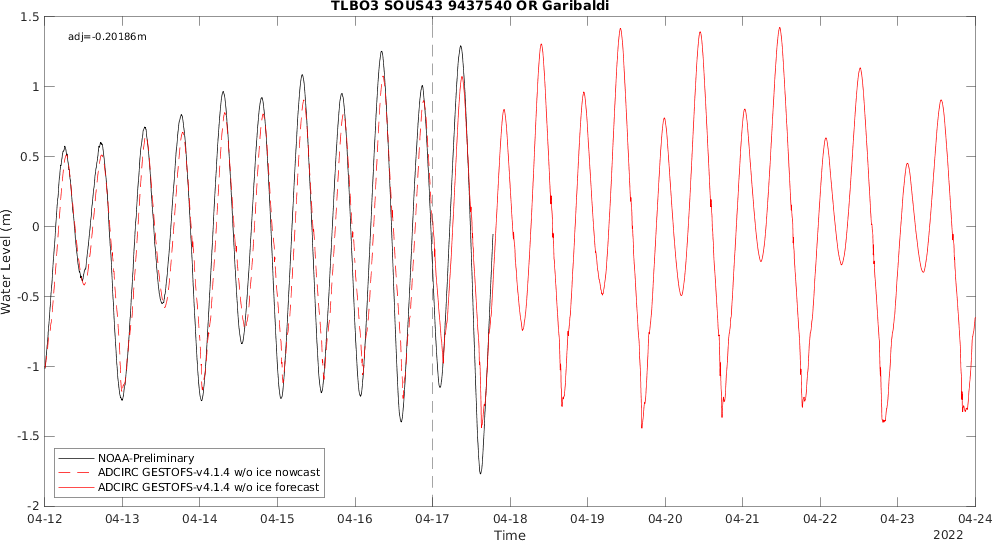 TLBO3 SOUS43 9437540 OR Garibaldi
adj=-0.20186m
1.5
1
0.5
0
-0.5
-1
-1.5
-2
Water Level (m)
NOAA-Preliminary
ADCIRC GESTOFS-v4.1.4 w/o ice nowcast
ADCIRC GESTOFS-v4.1.4 w/o ice forecast
04-12 04-13 04-14 04-15 04-16 04-17 04-18 04-19 04-20 04-21 04-22 04-23 04-24
Time
2022